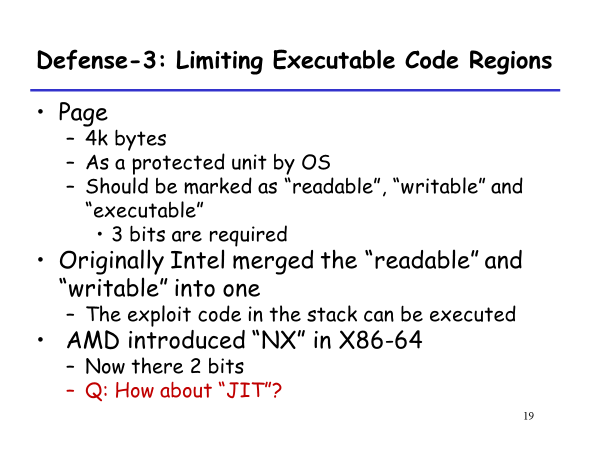 Defense-3: Limiting Executable Code Regions
• Page
– 4k bytes
– As a protected unit by OS
– Should be marked as “readable”, “writable” and
“executable”
• 3 bits are required
• Originally Intel merged the “readable” and
“writable” into one
– The exploit code in the stack can be executed
• AMD introduced “NX” in X86-64
– Now there 2 bits
– Q: How about “JIT”?
19